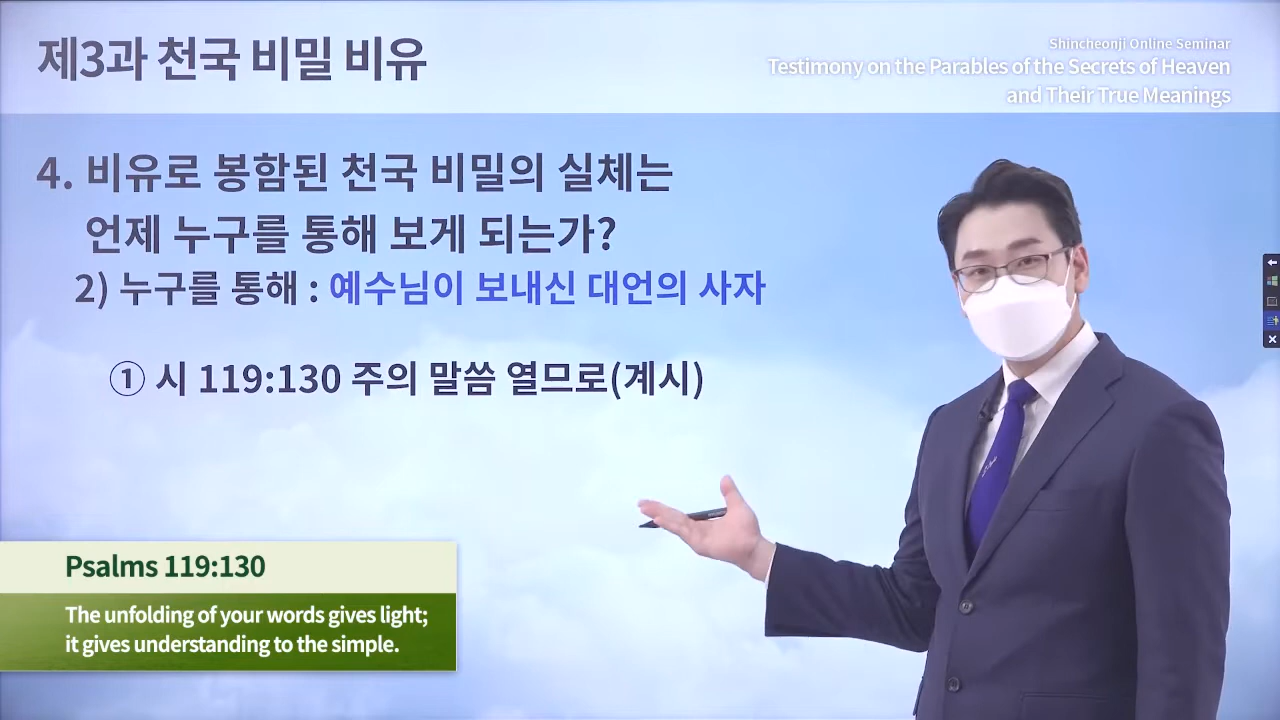 제3과 천국 비밀 비유
Shincheonji Online Seminar
Testimony on the Parables of the Secrets of Heaven
and Their True Meanings
4. 비유로 봉함된 천국 비밀의 실체는
언제 누구를 통해 보게 되는가?
2) 누구를 통해 : 예수님이 보내신 대언의 사자
① 시 119:130 주의 말씀 열므로(계시)
Psalms 119:130
The unfolding of your words gives light;
it gives understanding to the simple.